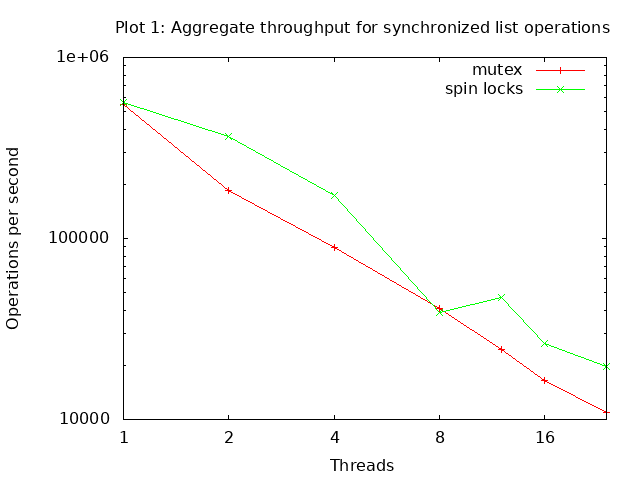 Plot 1: Aggregate throughput for synchronized list operations
1e+06
mutex
spin locks
Operations per second
100000
10000
1 2 4 8 16
Threads